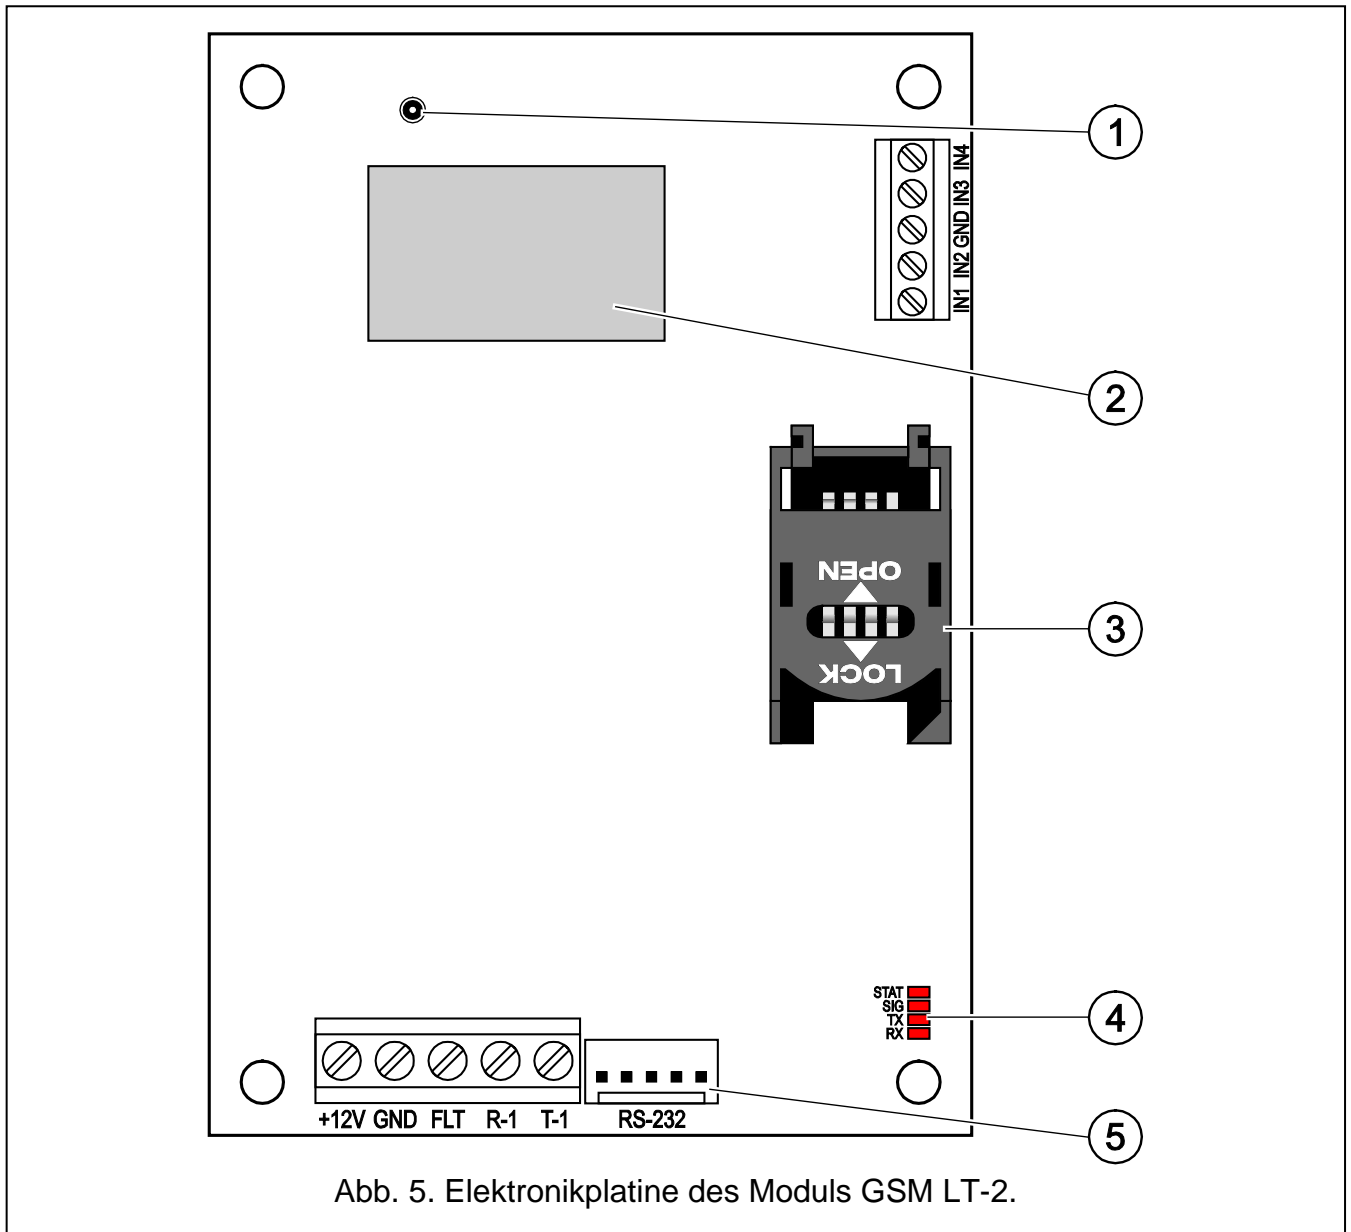 1
IN4
IN3
GND
IN2
IN1
2
OPEN
LOCK
3
STAT
SIG
TX
RX
4
+12V GND FLT R-1 T-1 RS-232
5
Abb. 5. Elektronikplatine des Moduls GSM LT-2.